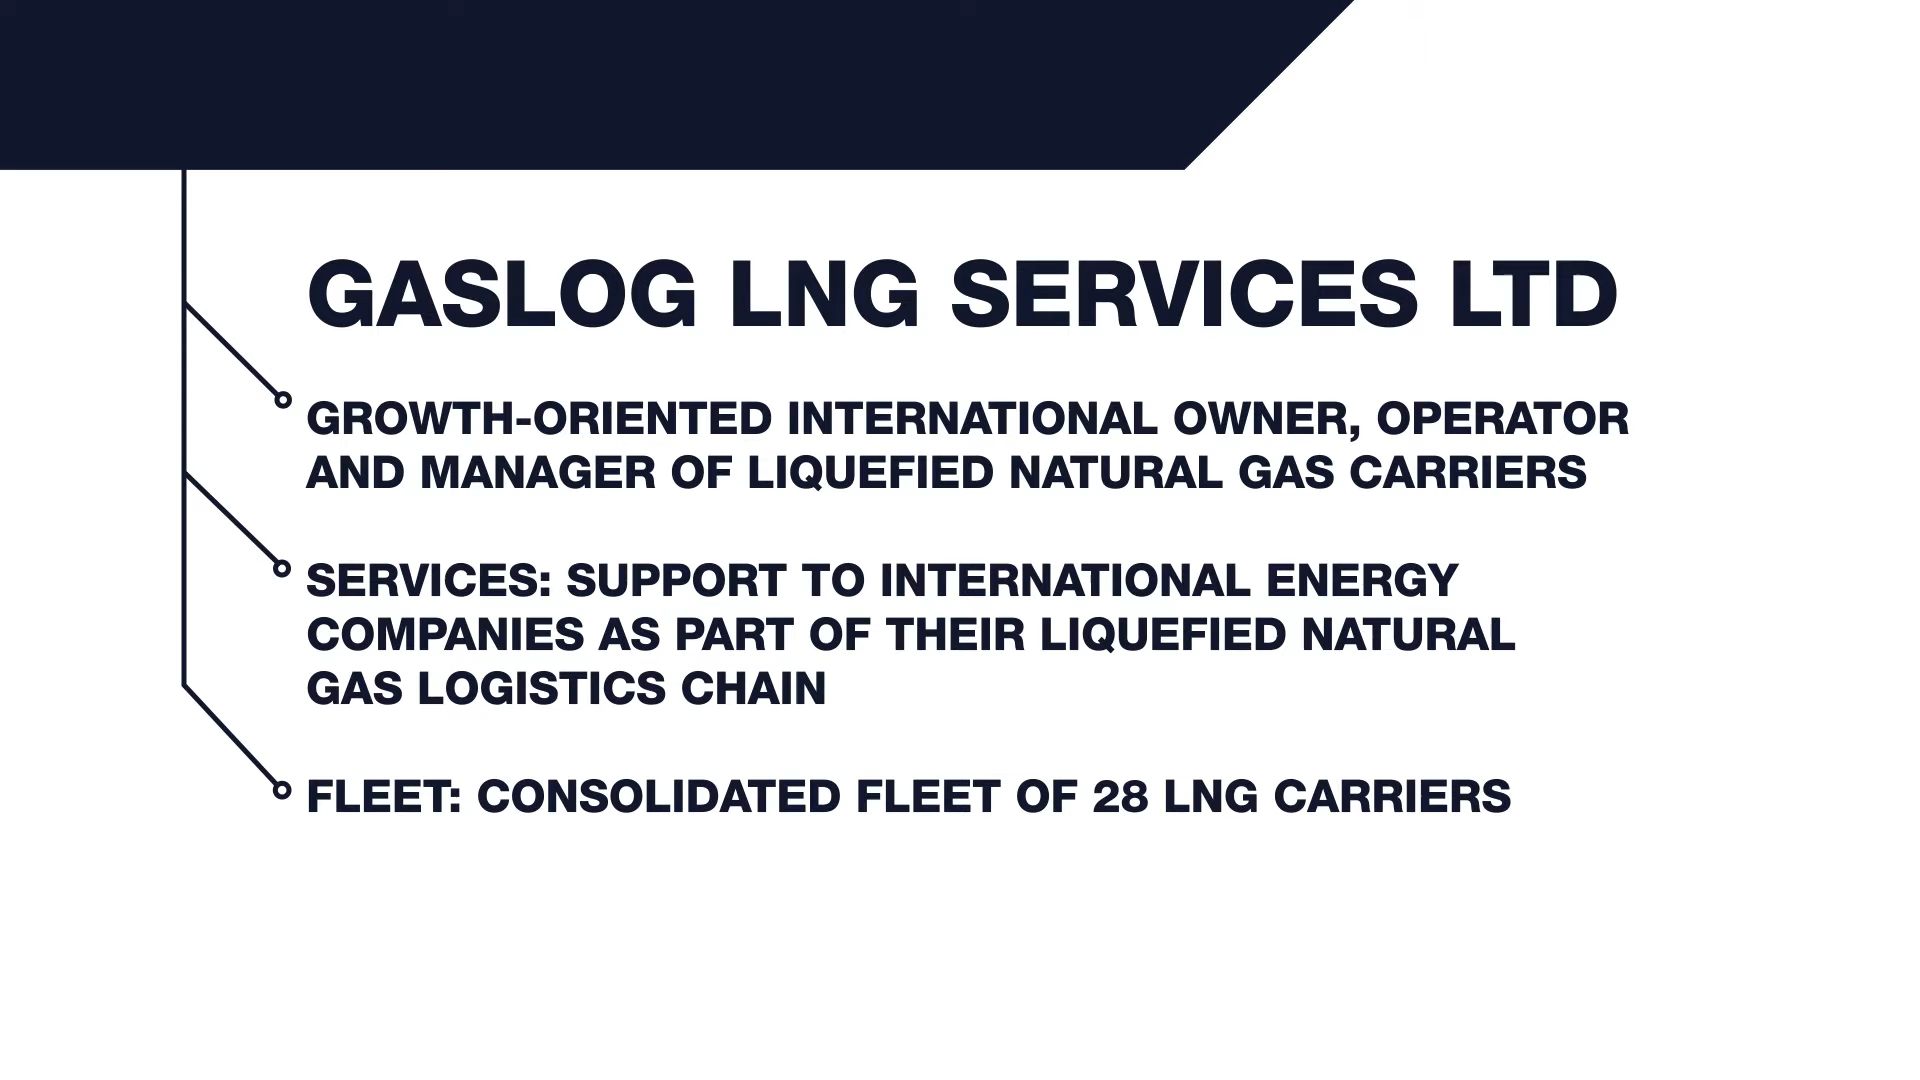 GASLOG LNG SERVICES LTD
GROWTH-ORIENTED INTERNATIONAL OWNER, OPERATOR
AND MANAGER OF LIQUEFIED NATURAL GAS CARRIERS
SERVICES: SUPPORT TO INTERNATIONAL ENERGY
COMPANIES AS PART OF THEIR LIQUEFIED NATURAL
GAS LOGISTICS CHAIN
FLEET: CONSOLIDATED FLEET OF 28 LNG CARRIERS